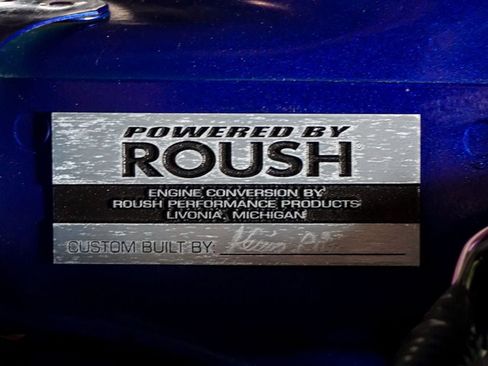 POWERED BY
ROUSH
ENGINE CONVERSION BY
ROUSH PERFORMANCE PRODUCTS
LIVONIA, MICHIGAN
CUSTOM BUILT BY: